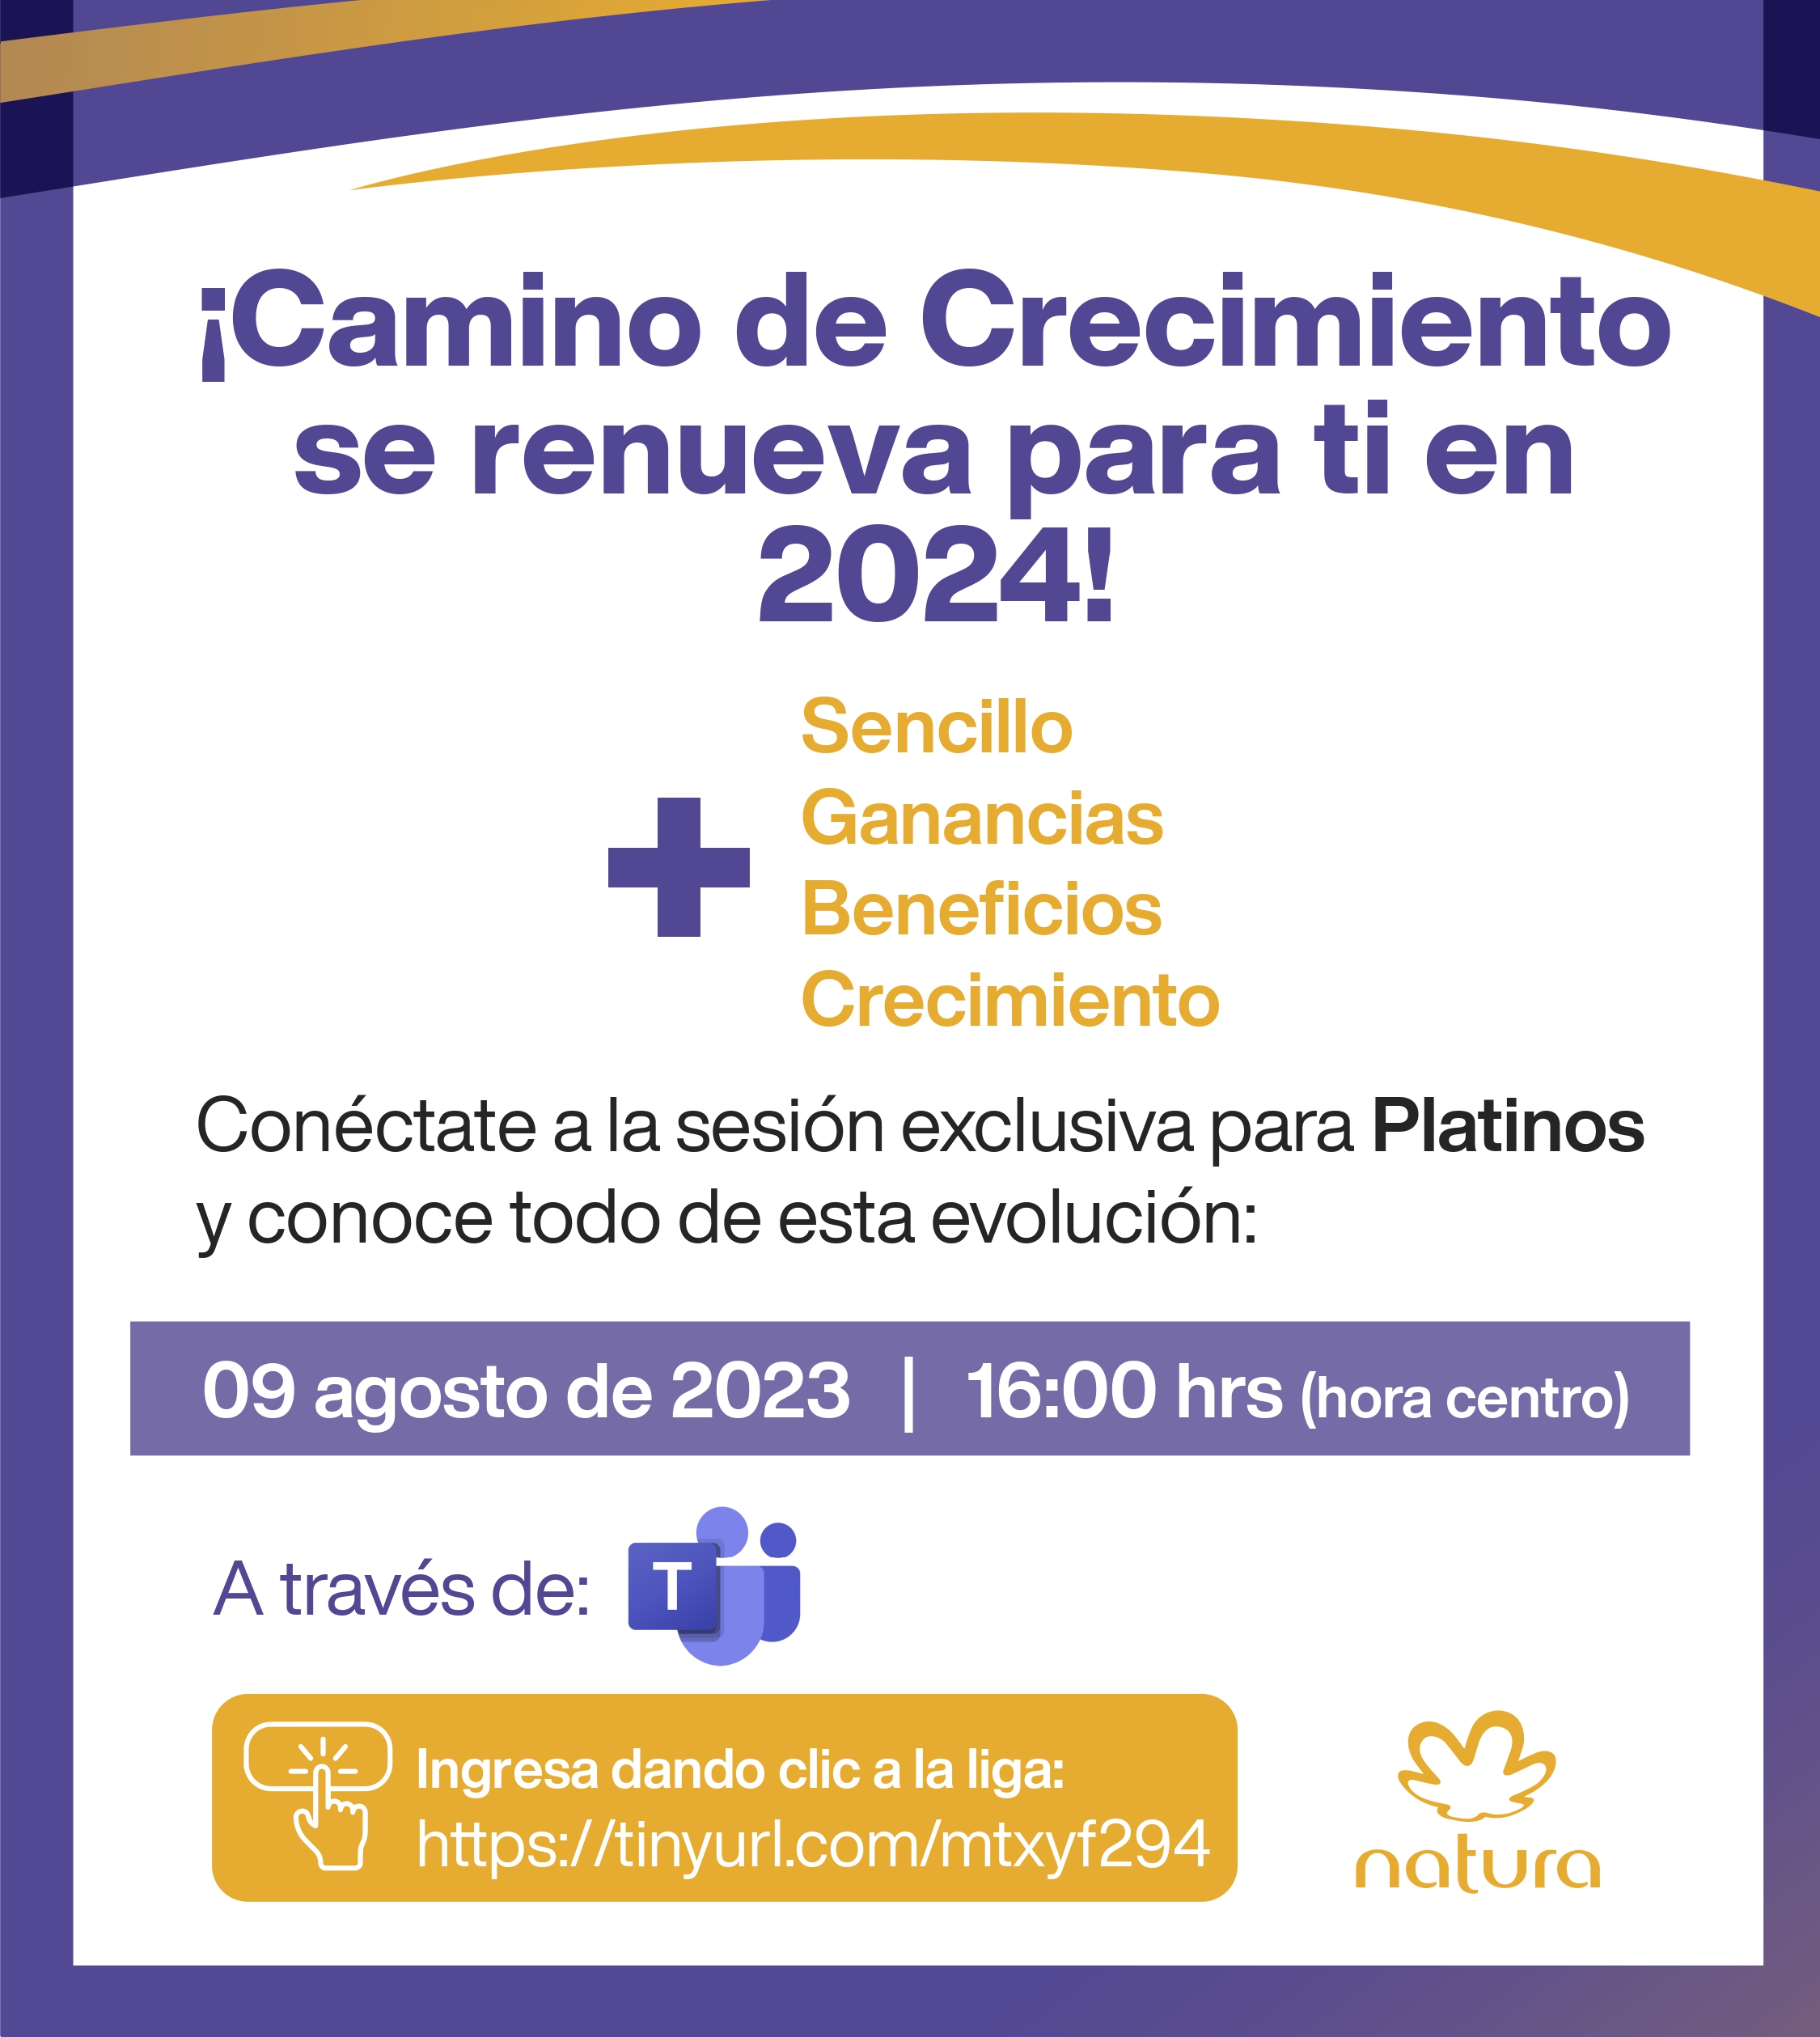 ¡Camino de Crecimiento
se renueva para ti en
2024!
Sencillo
Ganancias
Beneficios
Crecimiento
Conéctate a la sesión exclusiva para Platinos
y conoce todo de esta evolución:
09 agosto de 2023 | 16:00 hrs (hora centro)
A través de:
T
Ingresa dando clic a la liga:
https://tinyurl.com/mtxyf294
natura